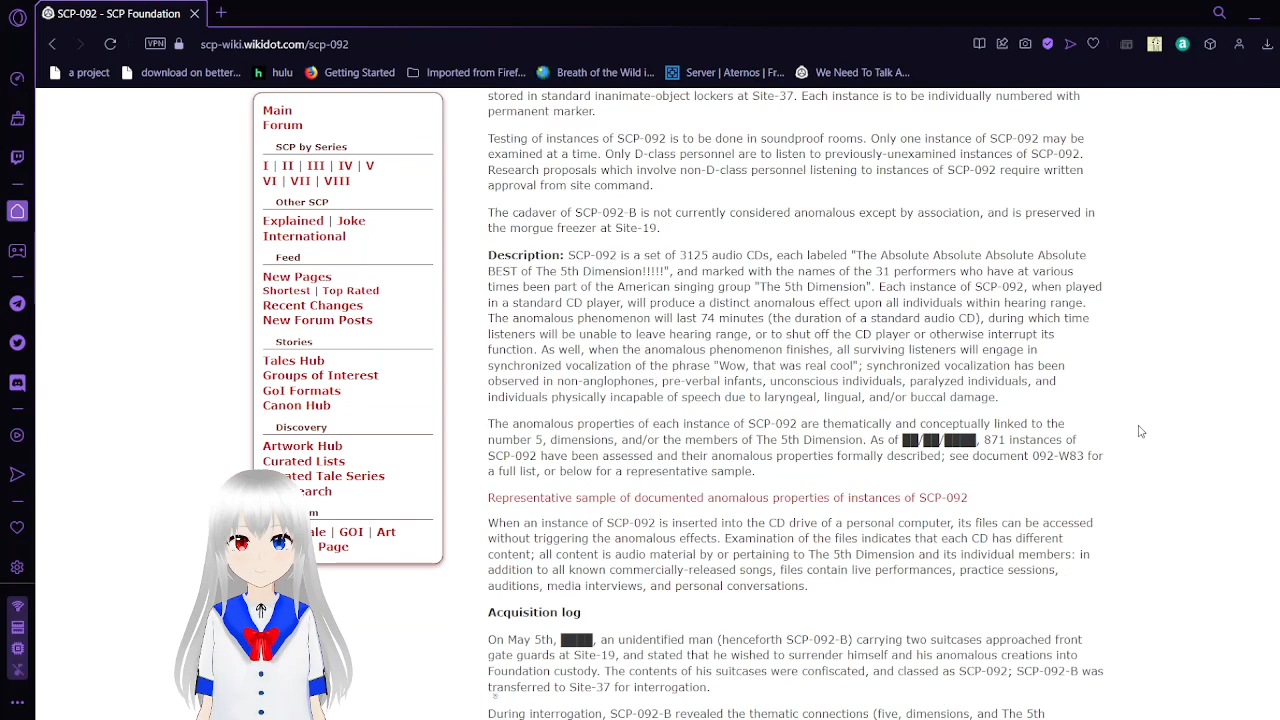 SCP-092 - SCP Foundation
VPN
scp-wiki.wikidot.com/scp-092
a project
download on better...
hulu
Getting Started
Imported from Firef...
Breath of the Wild i...
Server | Aternos | Fr...
We Need To Talk A...
Main
Forum
SCP by Series
I | II | III | IV | V
VI | VII | VIII
Other SCP
Explained | Joke
International
Feed
New Pages
Shortest | Top Rated
Recent Changes
New Forum Posts
Stories
Tales Hub
Groups of Interest
GoI Formats
Canon Hub
Discovery
Artwork Hub
Curated Lists
ated Tale Series
earch
m
ale | GOI | Art
Page
stored in standard inanimate-object lockers at Site-37. Each instance is to be individually numbered with
permanent marker.
Testing of instances of SCP-092 is to be done in soundproof rooms. Only one instance of SCP-092 may be
examined at a time. Only D-class personnel are to listen to previously-unexamined instances of SCP-092.
Research proposals which involve non-D-class personnel listening to instances of SCP-092 require written
approval from site command.
The cadaver of SCP-092-B is not currently considered anomalous except by association, and is preserved in
the morgue freezer at Site-19.
Description: SCP-092 is a set of 3125 audio CDs, each labeled "The Absolute Absolute Absolute Absolute
BEST of The 5th Dimension!!!!!", and marked with the names of the 31 performers who have at various
times been part of the American singing group "The 5th Dimension". Each instance of SCP-092, when played
in a standard CD player, will produce a distinct anomalous effect upon all individuals within hearing range.
The anomalous phenomenon will last 74 minutes (the duration of a standard audio CD), during which time
listeners will be unable to leave hearing range, or to shut off the CD player or otherwise interrupt its
function. As well, when the anomalous phenomenon finishes, all surviving listeners will engage in
synchronized vocalization of the phrase "Wow, that was real cool"; synchronized vocalization has been
observed in non-anglophones, pre-verbal infants, unconscious individuals, paralyzed individuals, and
individuals physically incapable of speech due to laryngeal, lingual, and/or buccal damage.
The anomalous properties of each instance of SCP-092 are thematically and conceptually linked to the
number 5, dimensions, and/or the members of The 5th Dimension. As of ██/██/████, 871 instances of
SCP-092 have been assessed and their anomalous properties formally described; see document 092-W83 for
a full list, or below for a representative sample.
Representative sample of documented anomalous properties of instances of SCP-092
When an instance of SCP-092 is inserted into the CD drive of a personal computer, its files can be accessed
without triggering the anomalous effects. Examination of the files indicates that each CD has different
content; all content is audio material by or pertaining to The 5th Dimension and its individual members: in
addition to all known commercially-released songs, files contain live performances, practice sessions,
auditions, media interviews, and personal conversations.
Acquisition log
On May 5th, ████, an unidentified man (henceforth SCP-092-B) carrying two suitcases approached front
gate guards at Site-19, and stated that he wished to surrender himself and his anomalous creations into
Foundation custody. The contents of his suitcases were confiscated, and classed as SCP-092; SCP-092-B was
transferred to Site-37 for interrogation.
During interrogation, SCP-092-B revealed the thematic connections (five, dimensions, and The 5th